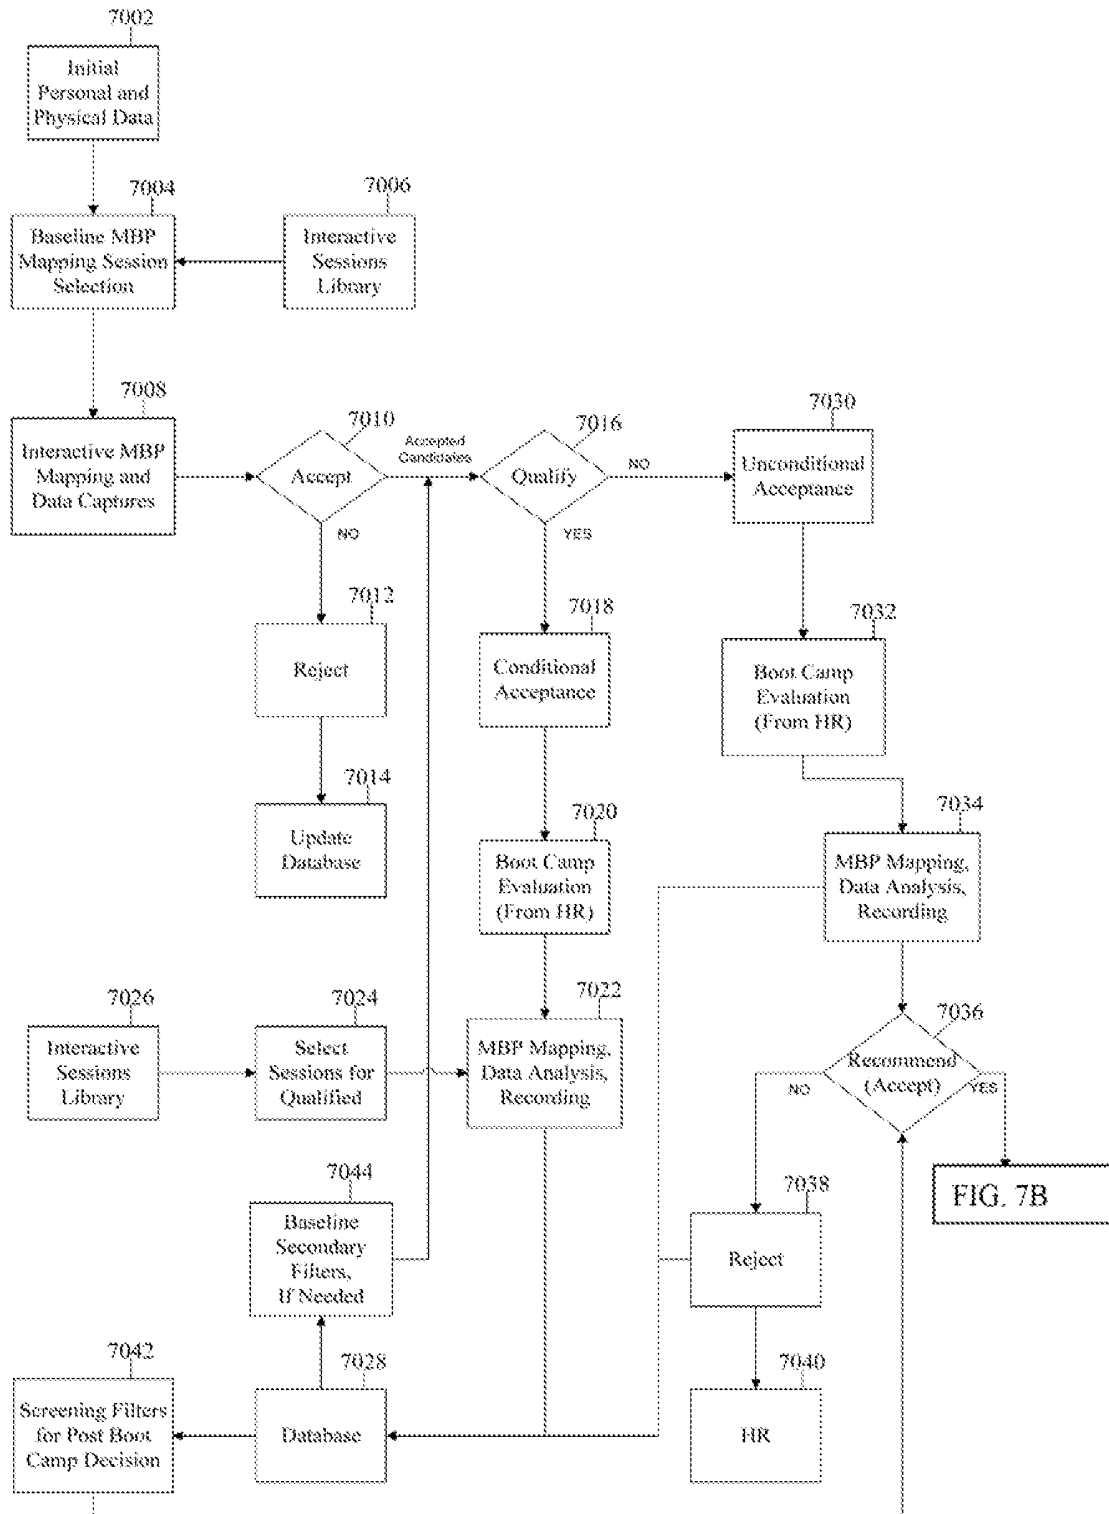 7002
Initial
Personal and
Physical Data
7004
Baseline MBP
Mapping Session
Selection
7006
Interactive
Sessions
Library
7008
Interactive MBP
Mapping and
Data Captures
7010
Accept
Accepted
Candidates
NO
7016
Qualify
NO
YES
7030
Unconditional
Acceptance
7012
Reject
7018
Conditional
Acceptance
7032
Boot Camp
Evaluation
(From HR)
7014
Update
Database
7020
Boot Camp
Evaluation
(From HR)
7034
MBP Mapping,
Data Analysis,
Recording
7026
Interactive
Sessions
Library
7024
Select
Sessions for
Qualified
7022
MBP Mapping,
Data Analysis,
Recording
7036
Recommend
(Accept)
NO
YES
FIG. 7B
7044
Baseline
Secondary
Filters,
If Needed
7038
Reject
7042
Screening Filters
for Post Boot
Camp Decision
7028
Database
7040
HR